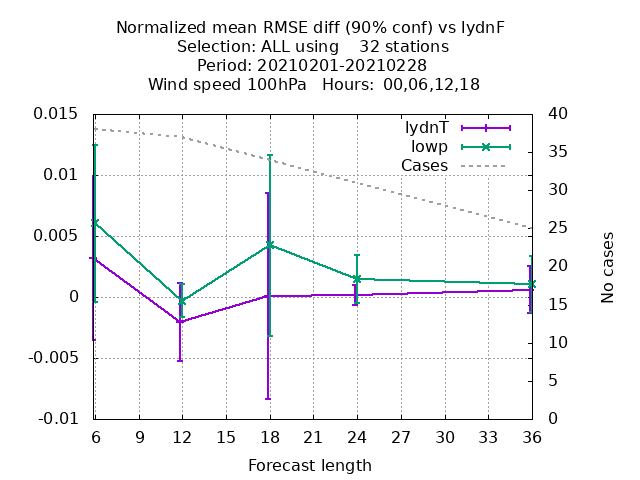 Normalized mean RMSE diff (90% conf) vs lydnF
Selection: ALL using    32 stations
Period: 20210201-20210228
Wind speed 100hPa   Hours: 00,06,12,18
0.015
0.01
0.005
0
-0.005
-0.01
lydnT
lowp
Cases
40
35
30
25
20
15
10
5
0
No cases
6 9 12 15 18 21 24 27 30 33 36
Forecast length